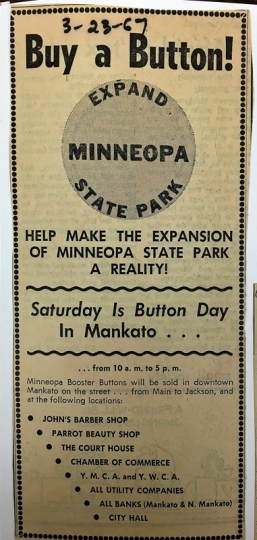 3-23-67
Buy a Button!
EXPAND
MINNEOPA
STATE PARK
HELP MAKE THE EXPANSION
OF MINNEOPA STATE PARK
A REALITY!
Saturday Is Button Day
In Mankato . . .
. . . from 10 a. m. to 5 p. m.
Minneopa Booster Buttons will be sold in downtown
Mankato on the street . . . from Main to Jackson, and
at the following locations:
• JOHN'S BARBER SHOP
• PARROT BEAUTY SHOP
• THE COURT HOUSE
• CHAMBER OF COMMERCE
• Y. M. C. A. and Y. W. C. A.
• ALL UTILITY COMPANIES
• ALL BANKS (Mankato & N. Mankato)
• CITY HALL